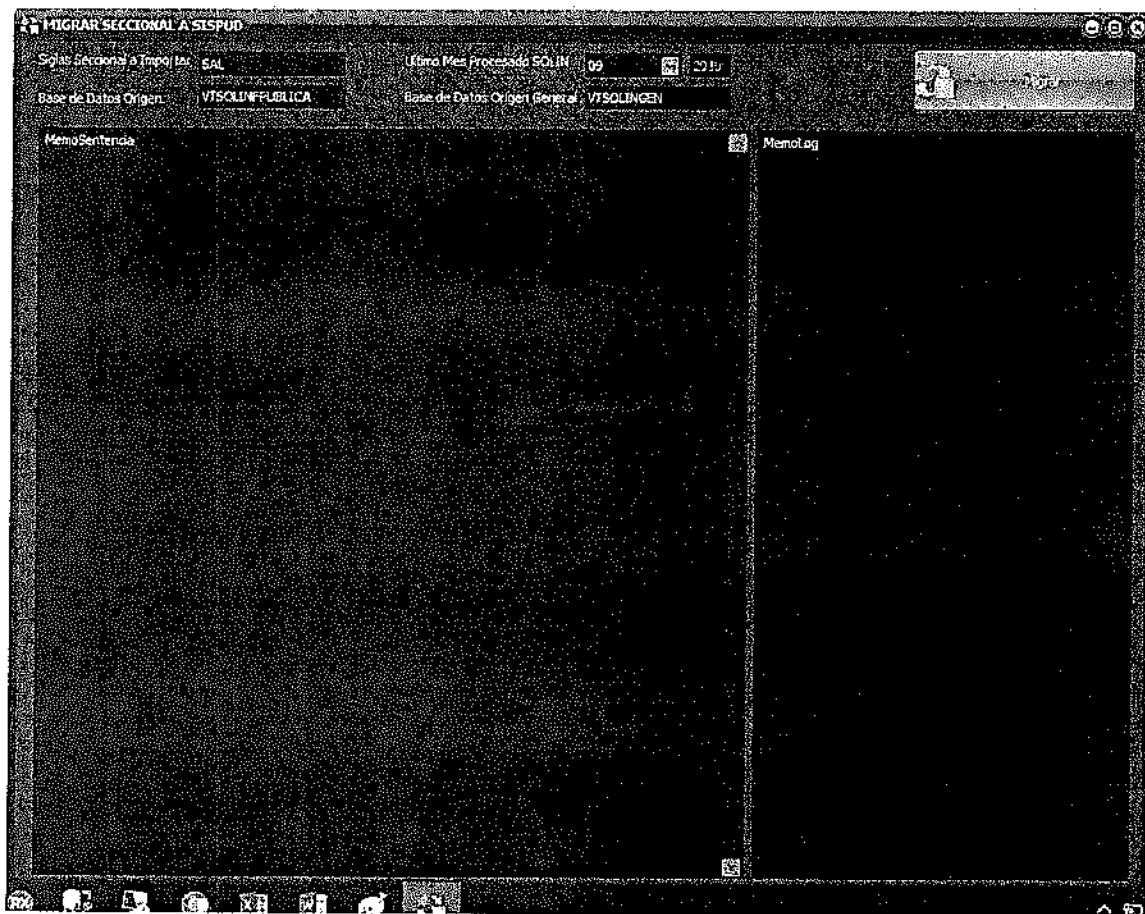 MIGRAR SECCIONAL A SISPUD
Siglas Seccional a Importar SAL Ultimo Mes Procesado SOLIN 09
Base de Datos Origen: VTSOLINFPUBLICA Base de Datos Origen General VTSOLINGEN
Migrar
MemoSentencia MemoLog